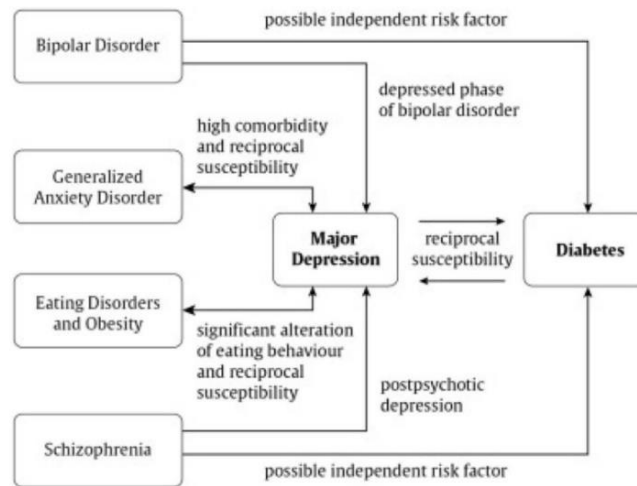 possible independent risk factor
Bipolar Disorder
depressed phase
of bipolar disorder
high comorbidity
and reciprocal
susceptibility
Generalized
Anxiety Disorder
Major
Depression
reciprocal
susceptibility
Diabetes
Eating Disorders
and Obesity
significant alteration
of eating behaviour
and reciprocal
susceptibility
postpsychotic
depression
Schizophrenia
possible independent risk factor